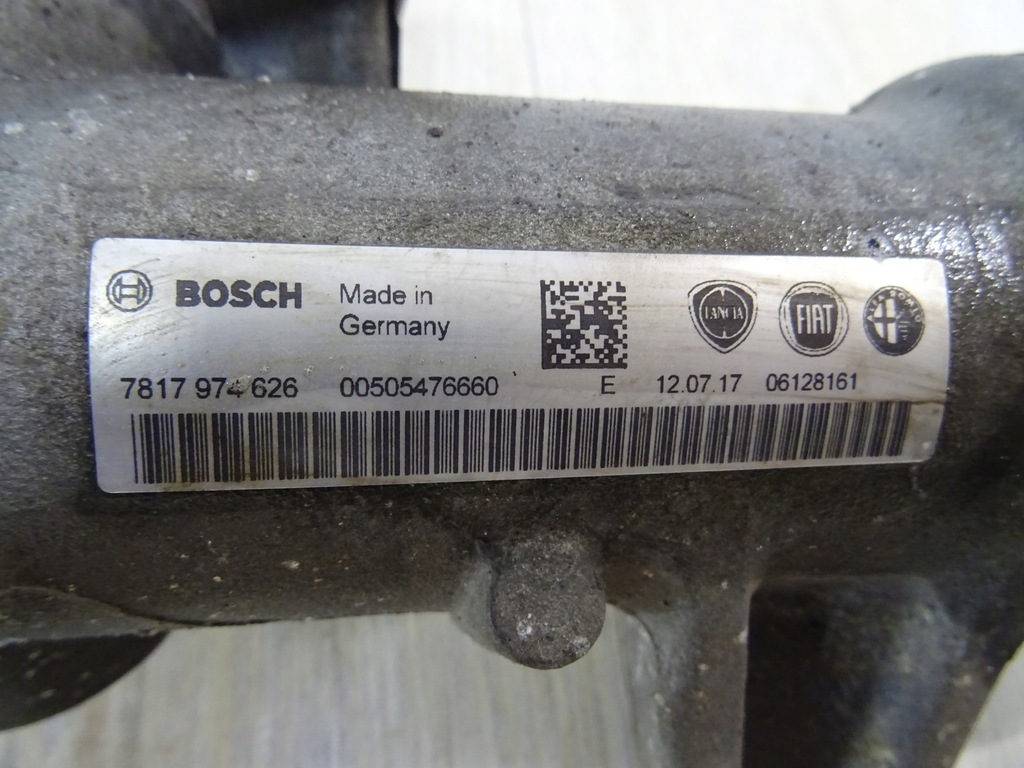 BOSCH
Made in
Germany
LANCIA
FIAT
7817 974 626 00505476660 E 12.07.17 06128161